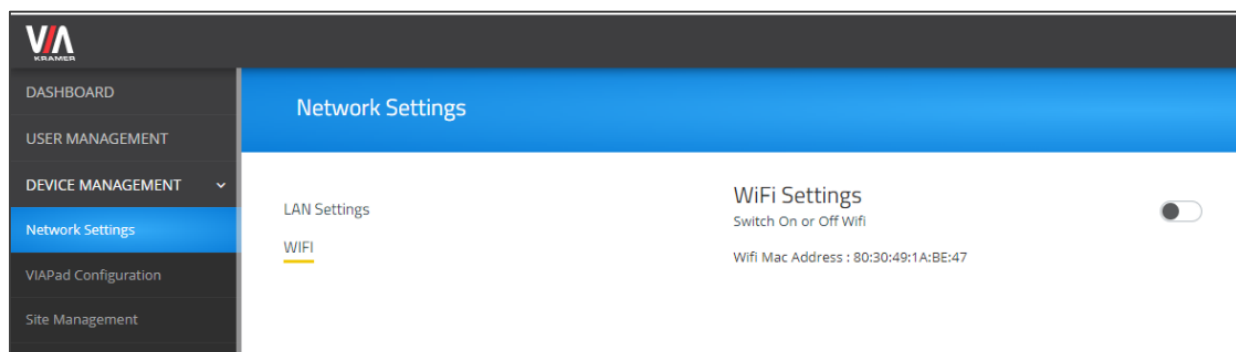 VIA
KRAMER
DASHBOARD
USER MANAGEMENT
DEVICE MANAGEMENT
Network Settings
VIAPad Configuration
Site Management
Network Settings
LAN Settings
WIFI
WiFi Settings
Switch On or Off Wifi
Wifi Mac Address : 80:30:49:1A:BE:47